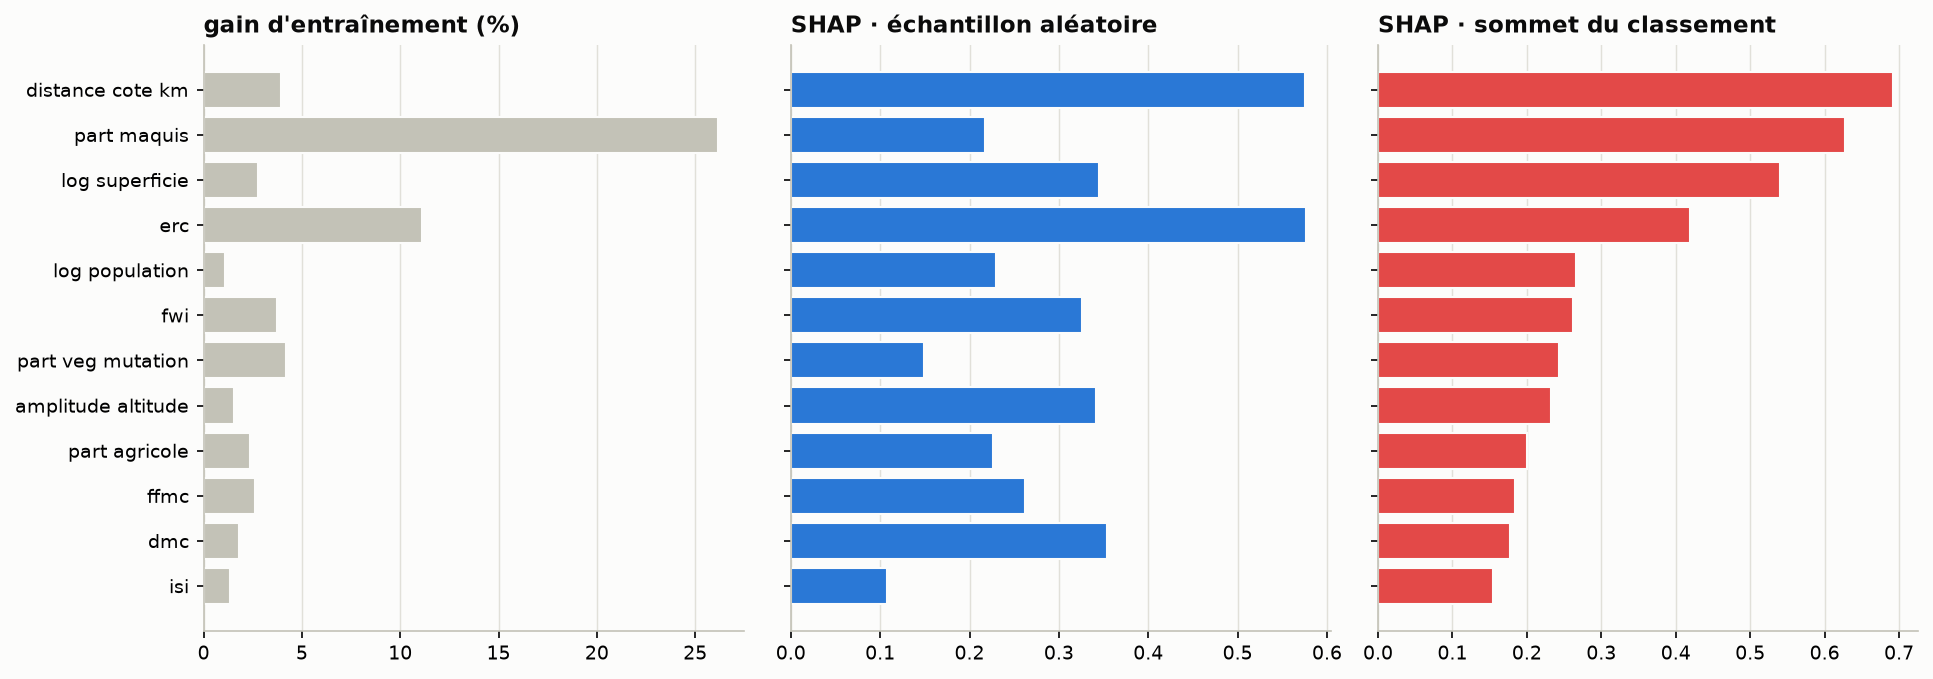 gain d'entraînement (%)
SHAP · échantillon aléatoire
SHAP · sommet du classement
distance cote km
part maquis
log superficie
erc
log population
fwi
part veg mutation
amplitude altitude
part agricole
ffmc
dmc
isi
0 5 10 15 20 25
0.0 0.1 0.2 0.3 0.4 0.5 0.6
0.0 0.1 0.2 0.3 0.4 0.5 0.6 0.7